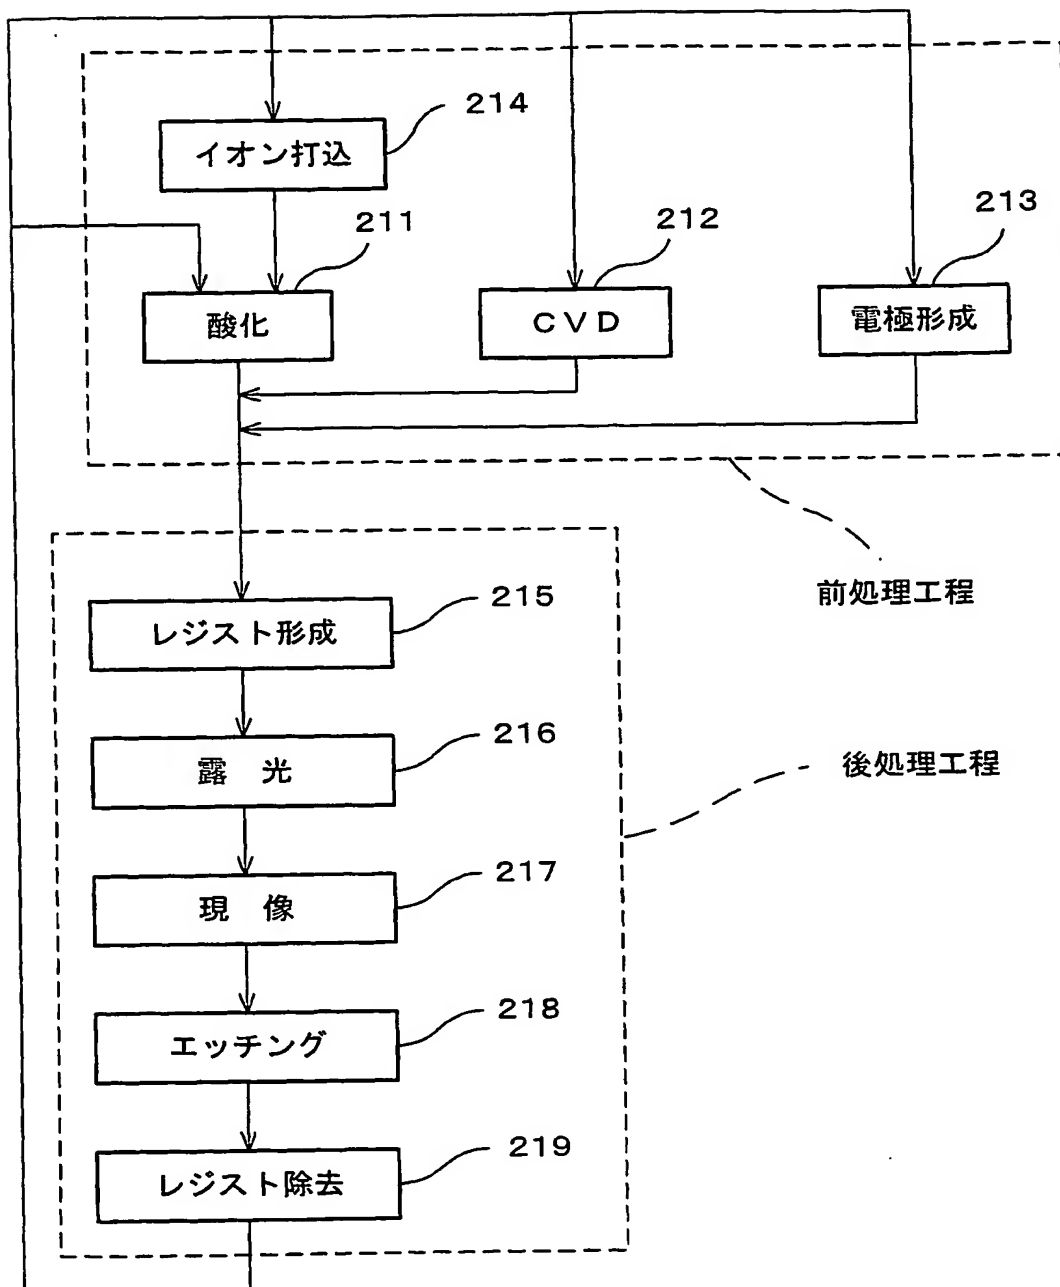 214
イオン打込
211
212
213
酸化
CVD
電極形成
前処理工程
215
レジスト形成
216
露 光
後処理工程
217
現 像
218
エッチング
219
レジスト除去